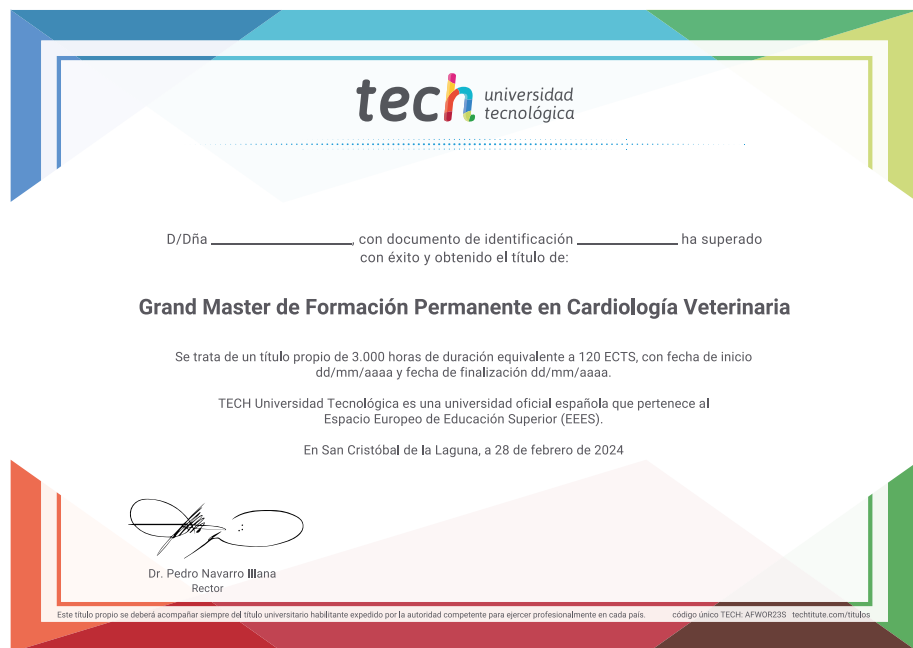 tech universidad
tecnológica
D/Dña ____________, con documento de identificación ____________ ha superado
con éxito y obtenido el título de:
Grand Master de Formación Permanente en Cardiología Veterinaria
Se trata de un título propio de 3.000 horas de duración equivalente a 120 ECTS, con fecha de inicio
dd/mm/aaaa y fecha de finalización dd/mm/aaaa.
TECH Universidad Tecnológica es una universidad oficial española que pertenece al
Espacio Europeo de Educación Superior (EEES).
En San Cristóbal de la Laguna, a 28 de febrero de 2024
Dr. Pedro Navarro Illana
Rector
Este título propio se deberá acompañar siempre del título universitario habilitante expedido por la autoridad competente para ejercer profesionalmente en cada país. código único TECH: AFWOR23S techtitute.com/titulos